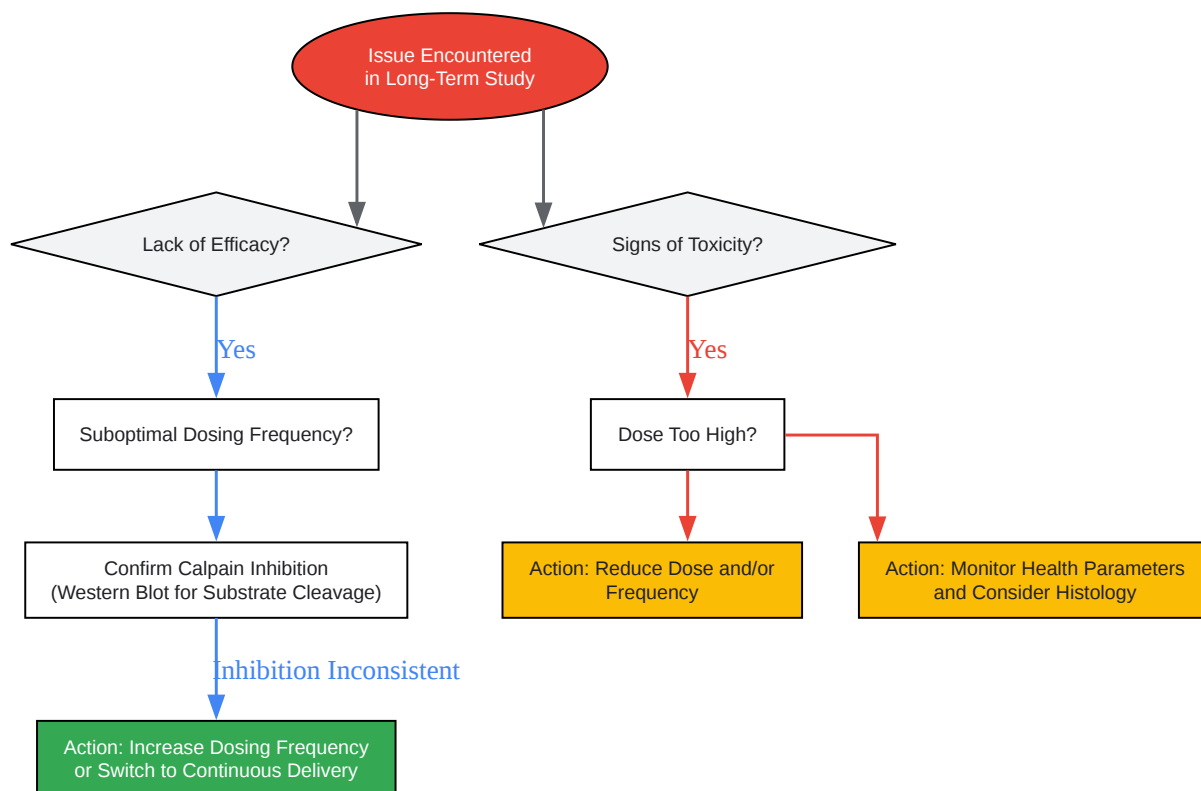 Issue Encountered
in Long-Term Study
Lack of Efficacy?
Signs of Toxicity?
Yes
Yes
Suboptimal Dosing Frequency?
Dose Too High?
Confirm Calpain Inhibition
(Western Blot for Substrate Cleavage)
Action: Reduce Dose and/or
Frequency
Action: Monitor Health Parameters
and Consider Histology
Inhibition Inconsistent
Action: Increase Dosing Frequency
or Switch to Continuous Delivery